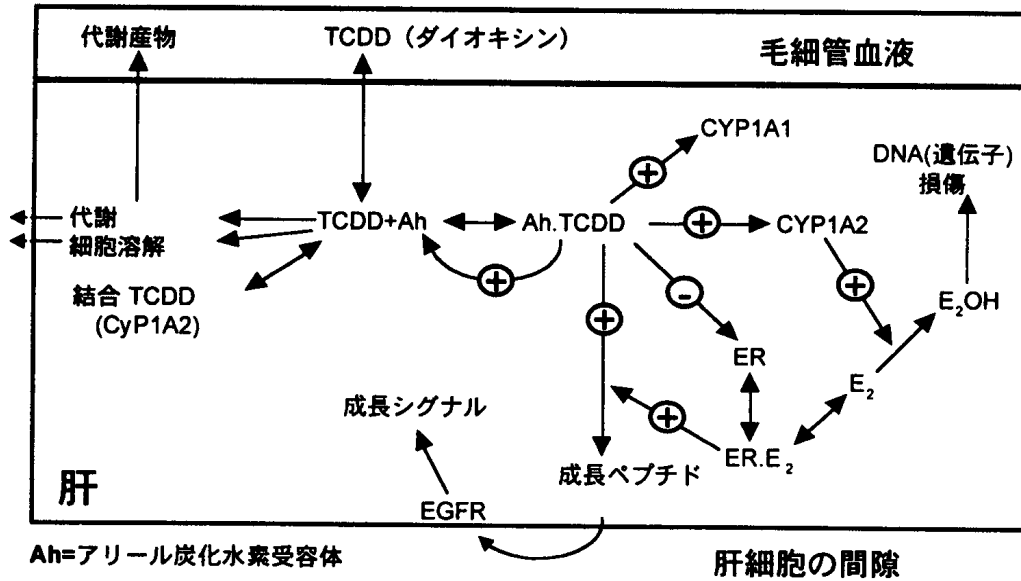 代謝産物
TCDD（ダイオキシン）
毛細管血液
CYP1A1
DNA(遺伝子)
損傷
代謝
細胞溶解
TCDD+Ah
Ah.TCDD
+
+
CYP1A2
+
+
-
+
E2OH
結合 TCDD
(CyP1A2)
ER
E2
成長シグナル
+
ER.E2
成長ペプチド
肝
EGFR
Ah=アリール炭化水素受容体
肝細胞の間隙